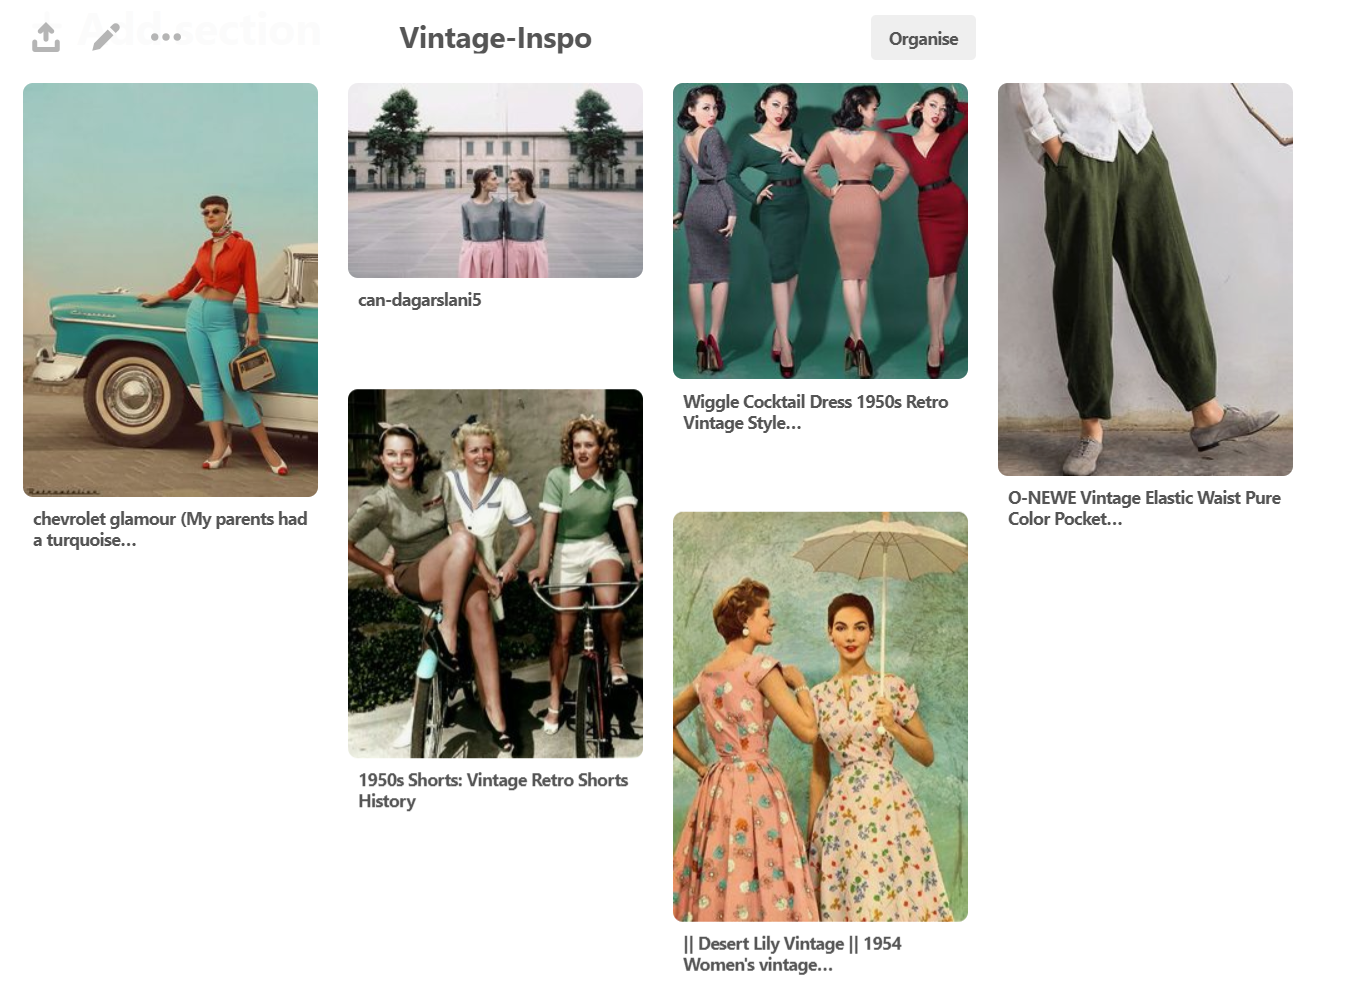 Add section
Vintage-Inspo
Organise
chevrolet glamour (My parents had
a turquoise...
can-dagarslani5
1950s Shorts: Vintage Retro Shorts
History
Wiggle Cocktail Dress 1950s Retro
Vintage Style...
|| Desert Lily Vintage || 1954
Women's vintage...
O-NEWE Vintage Elastic Waist Pure
Color Pocket...